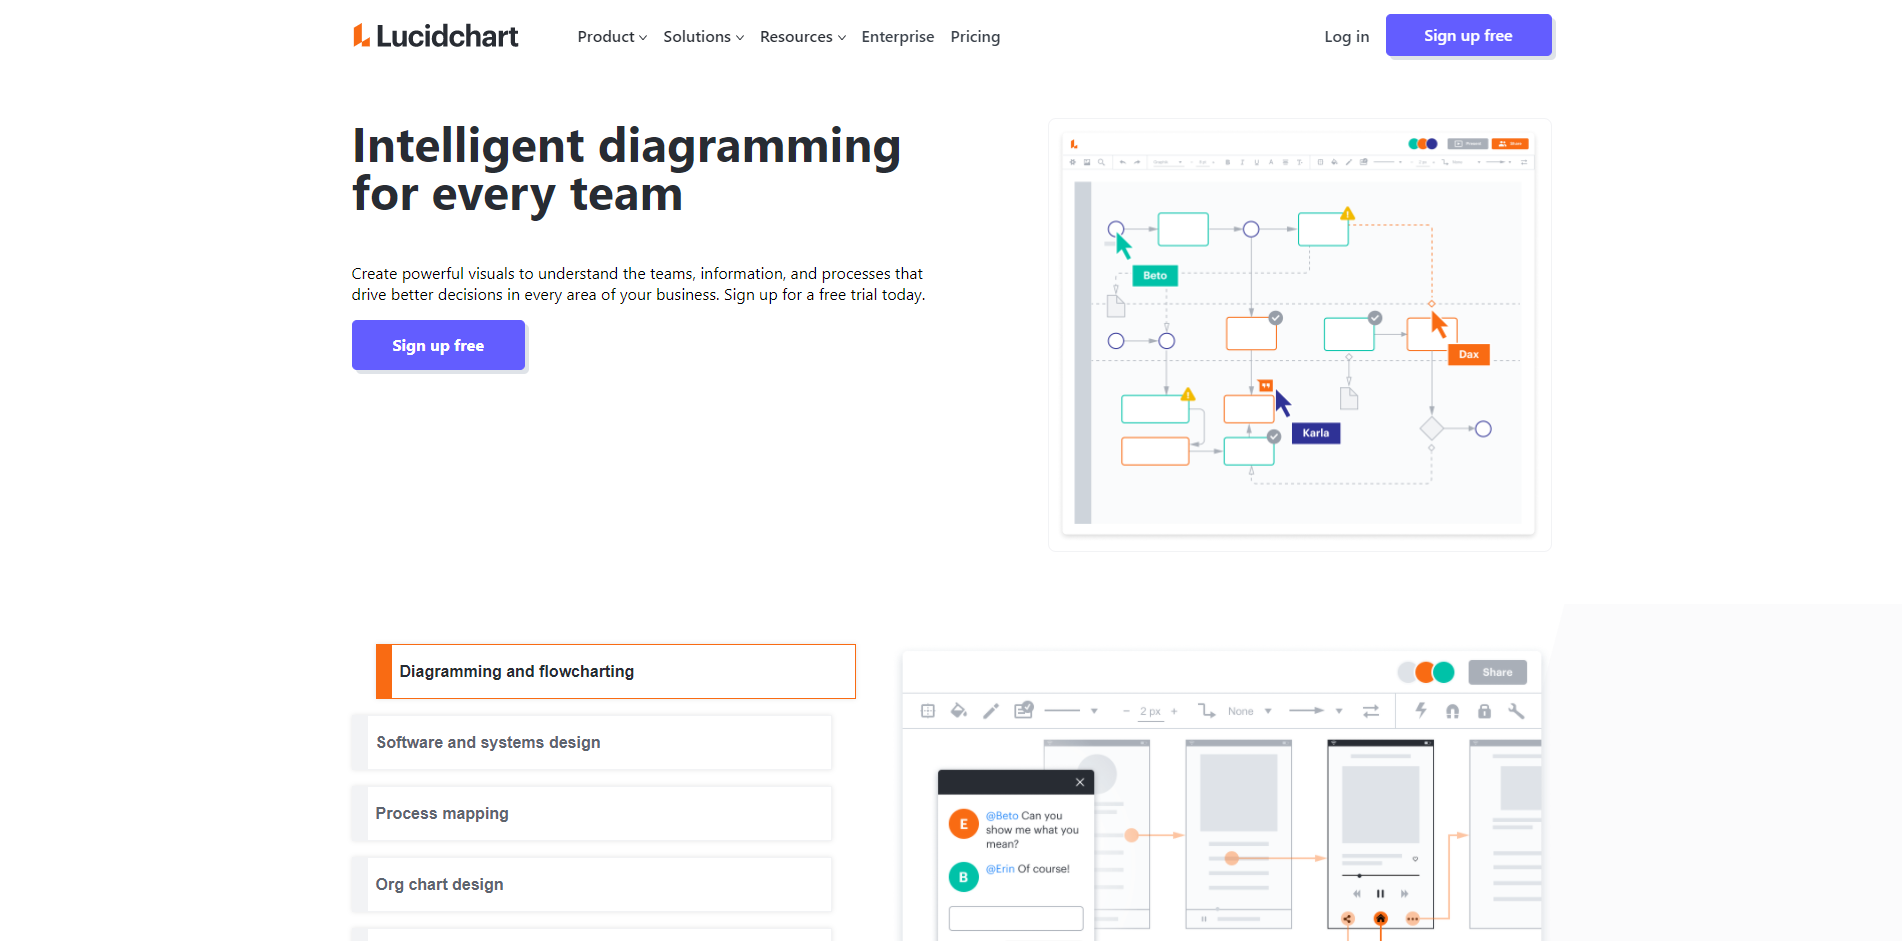 Lucidchart
Product Solutions Resources Enterprise Pricing
Log in
Sign up free
Intelligent diagramming
for every team
Create powerful visuals to understand the teams, information, and processes that
drive better decisions in every area of your business. Sign up for a free trial today.
Sign up free
Present
Share
Beto
Dax
Karla
Diagramming and flowcharting
Software and systems design
Process mapping
Org chart design
Share
2 px
None
E
@Beto Can you
show me what you
mean?
B
@Erin Of course!